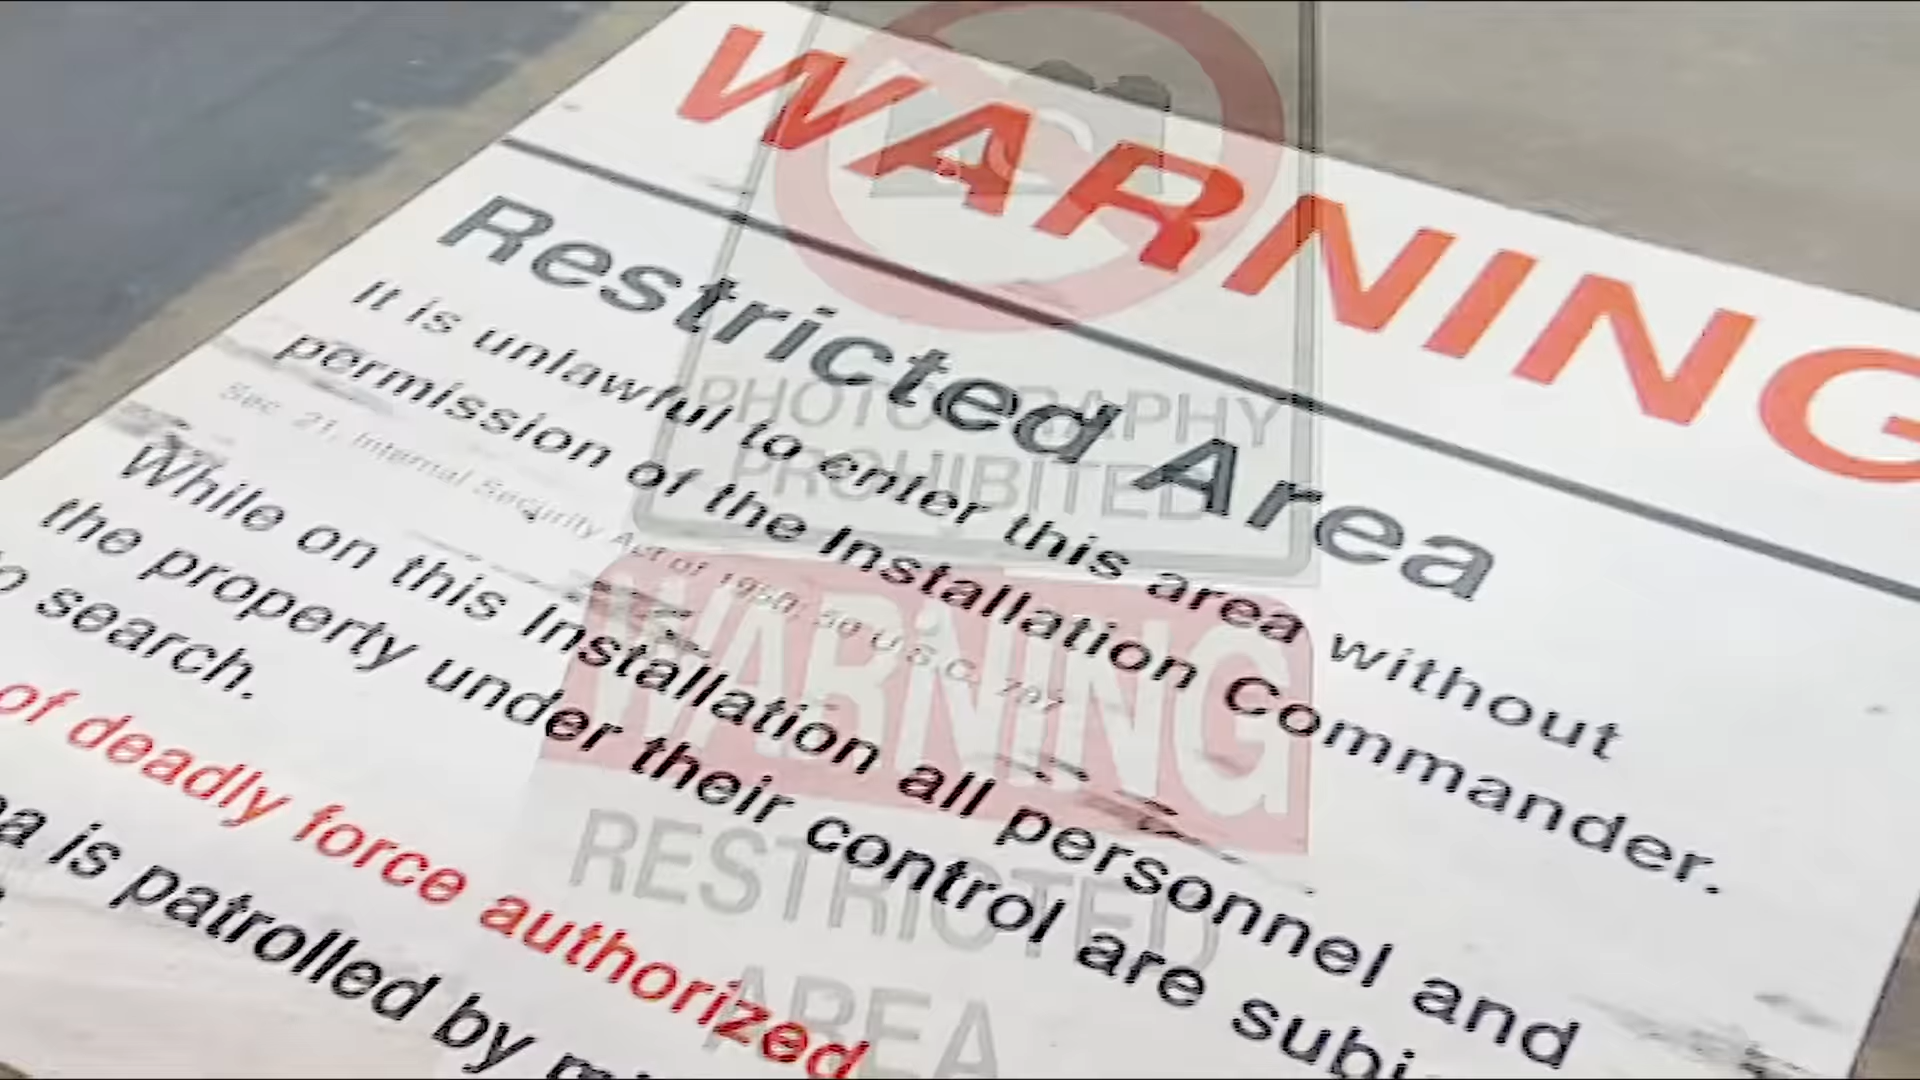 WARNING
Restricted Area
It is unlawful to enter this area without
permission of the Installation Commander.
Sec. 21, Internal Security Act of 1950; 50 U.S.C. 797
While on this Installation all personnel and
the property under their control are subj
o search.
of deadly force authorized
a is patrolled by
PHOTOGRAPHY
PROHIBITED
WARNING
RESTRICTED
AREA